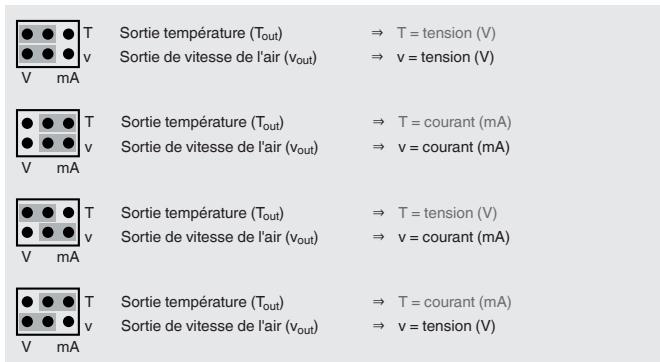 T Sortie température (Tout) ⇒ T = tension (V)
v Sortie de vitesse de l'air (vout) ⇒ v = tension (V)
V mA
T Sortie température (Tout) ⇒ T = courant (mA)
v Sortie de vitesse de l'air (vout) ⇒ v = courant (mA)
V mA
T Sortie température (Tout) ⇒ T = tension (V)
v Sortie de vitesse de l'air (vout) ⇒ v = courant (mA)
V mA
T Sortie température (Tout) ⇒ T = courant (mA)
v Sortie de vitesse de l'air (vout) ⇒ v = tension (V)
V mA